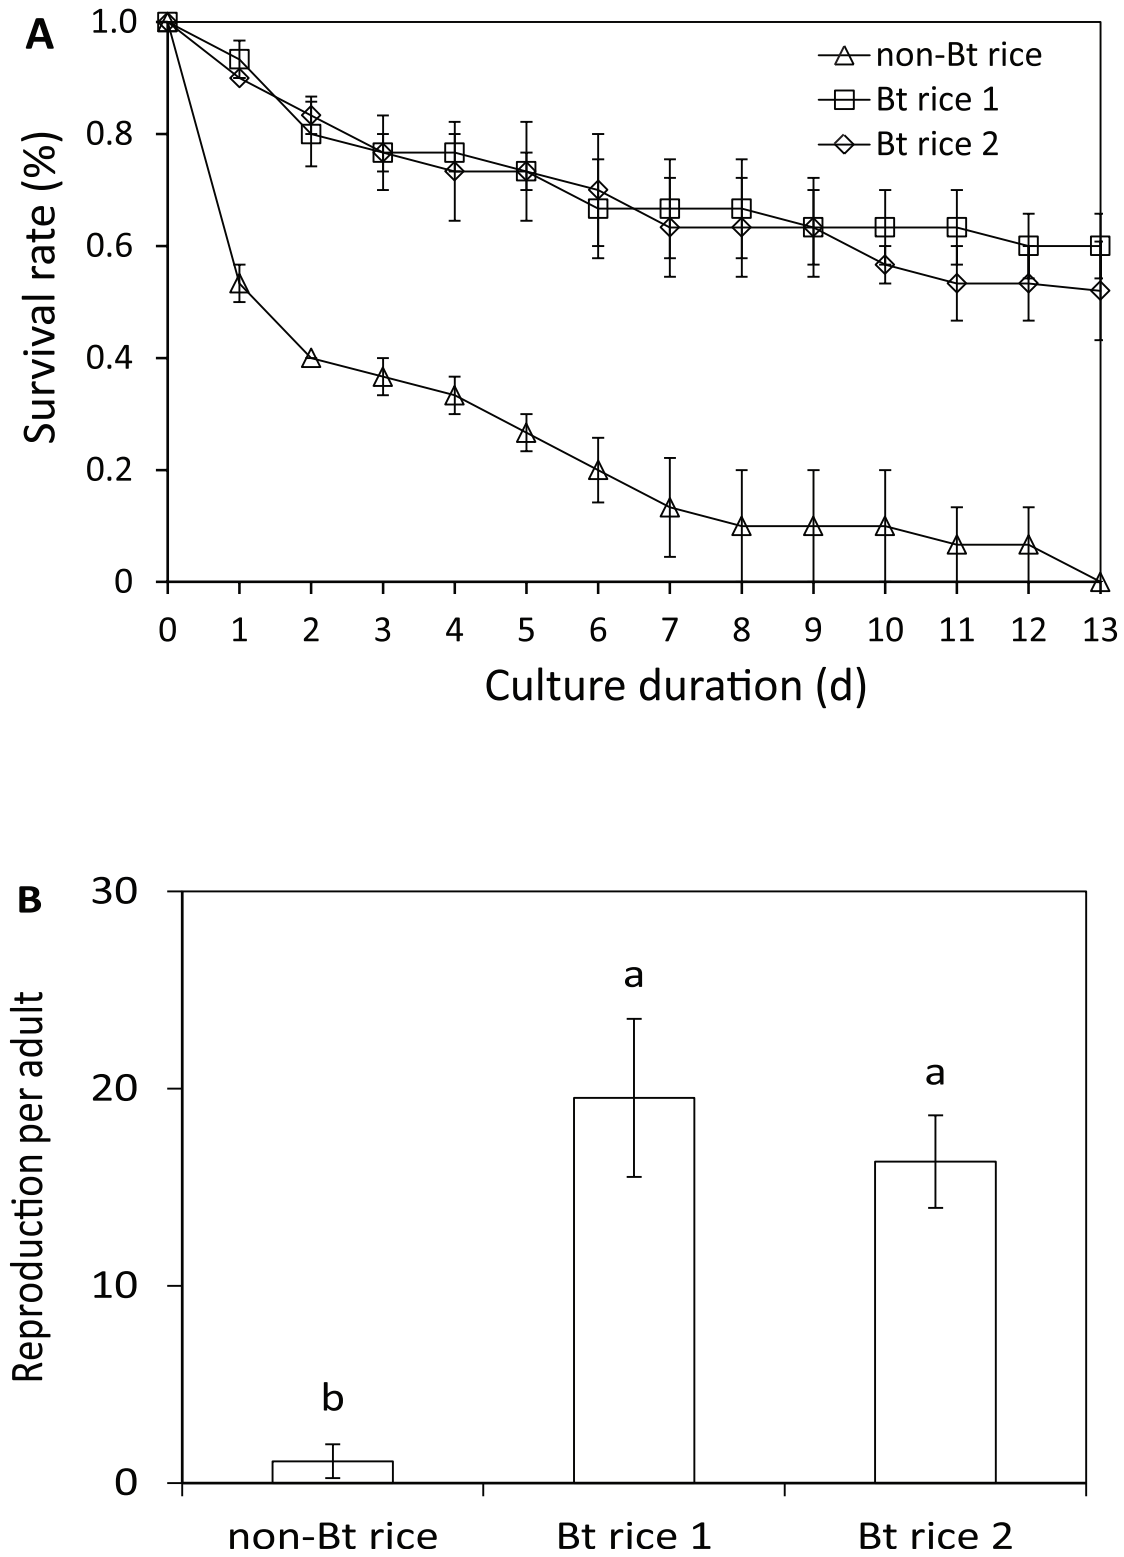 A
1.0
0.8
0.6
0.4
0.2
0
Survival rate (%)
non-Bt rice
Bt rice 1
Bt rice 2
0 1 2 3 4 5 6 7 8 9 10 11 12 13
Culture duration (d)
B
30
20
10
0
Reproduction per adult
a
a
b
non-Bt rice Bt rice 1 Bt rice 2